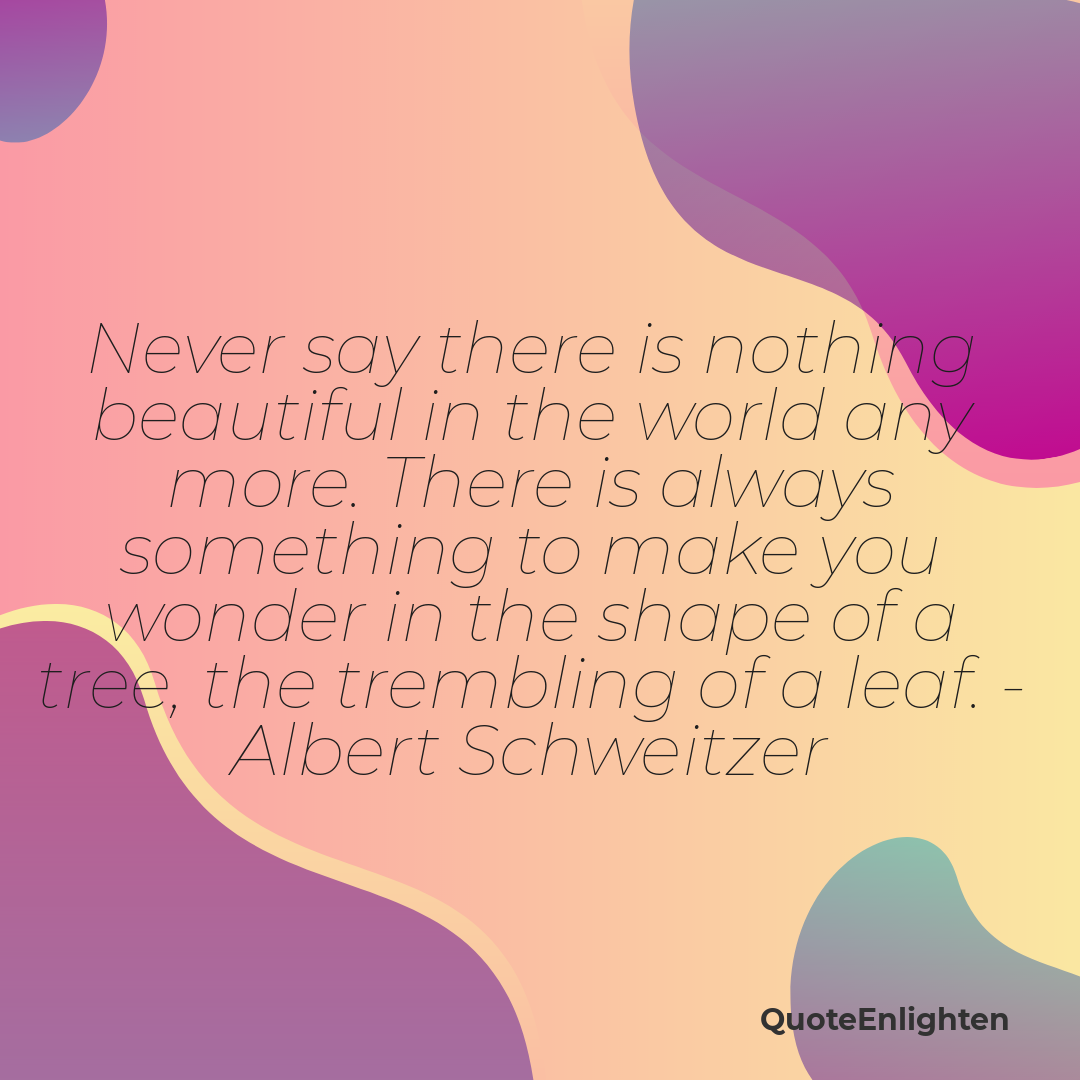 Never say there is nothing
beautiful in the world any
more. There is always
something to make you
wonder in the shape of a
tree, the trembling of a leaf. -
Albert Schweitzer
QuoteEnlighten